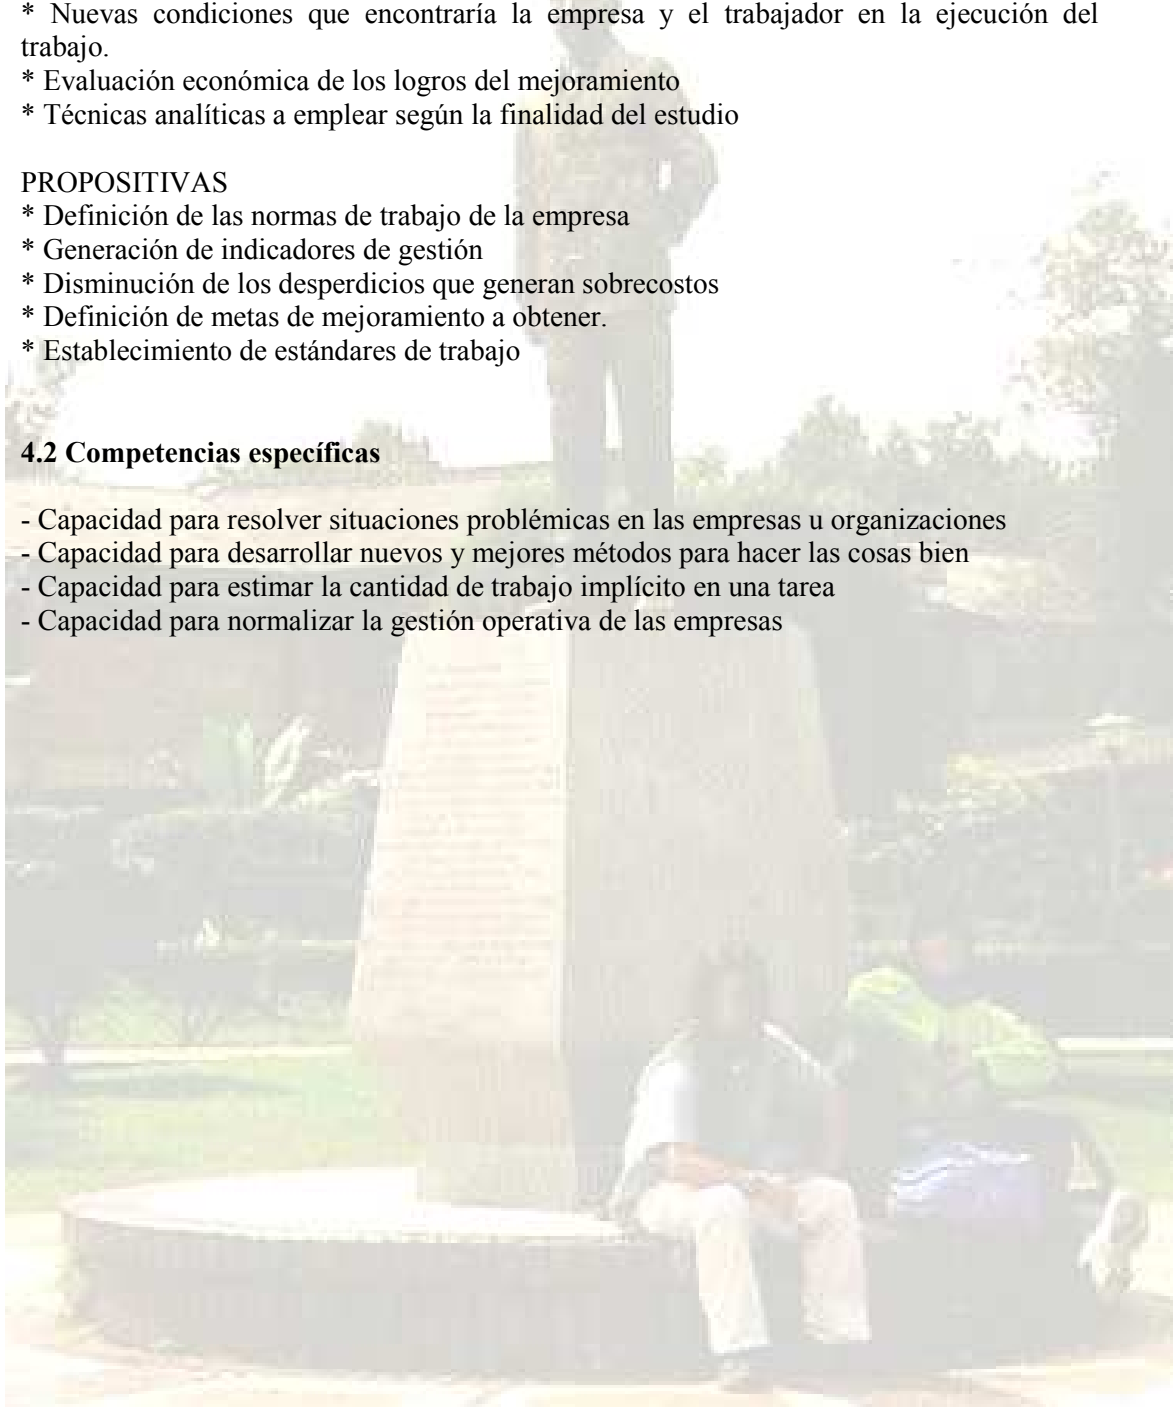 * Nuevas condiciones que encontraría la empresa y el trabajador en la ejecución del
trabajo.
* Evaluación económica de los logros del mejoramiento
* Técnicas analíticas a emplear según la finalidad del estudio
PROPOSITIVAS
* Definición de las normas de trabajo de la empresa
* Generación de indicadores de gestión
* Disminución de los desperdicios que generan sobrecostos
* Definición de metas de mejoramiento a obtener.
* Establecimiento de estándares de trabajo
4.2 Competencias específicas
- Capacidad para resolver situaciones problémicas en las empresas u organizaciones
- Capacidad para desarrollar nuevos y mejores métodos para hacer las cosas bien
- Capacidad para estimar la cantidad de trabajo implícito en una tarea
- Capacidad para normalizar la gestión operativa de las empresas